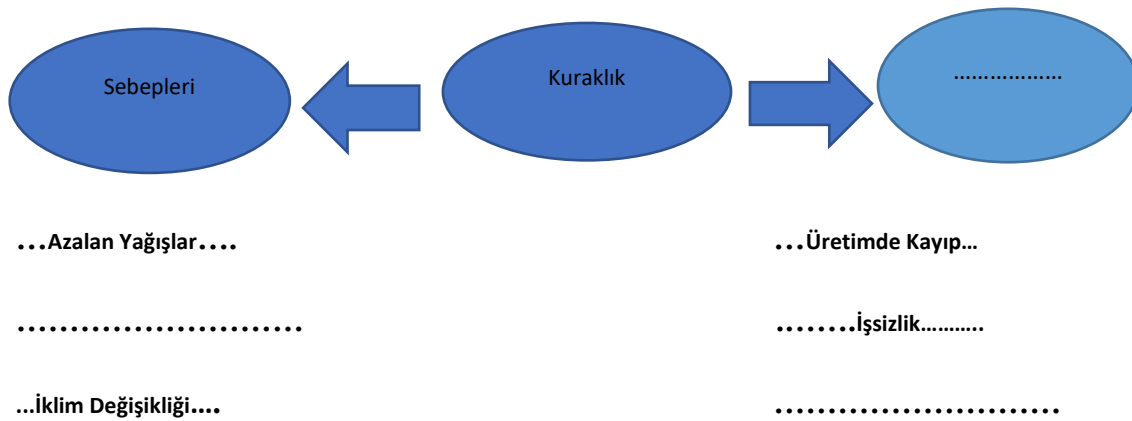 Sebepleri
Kuraklık
………………
...Azalan Yağışlar....
...Üretimde Kayıp...
...........................
........İşsizlik………..
...İklim Değişikliği....
...........................